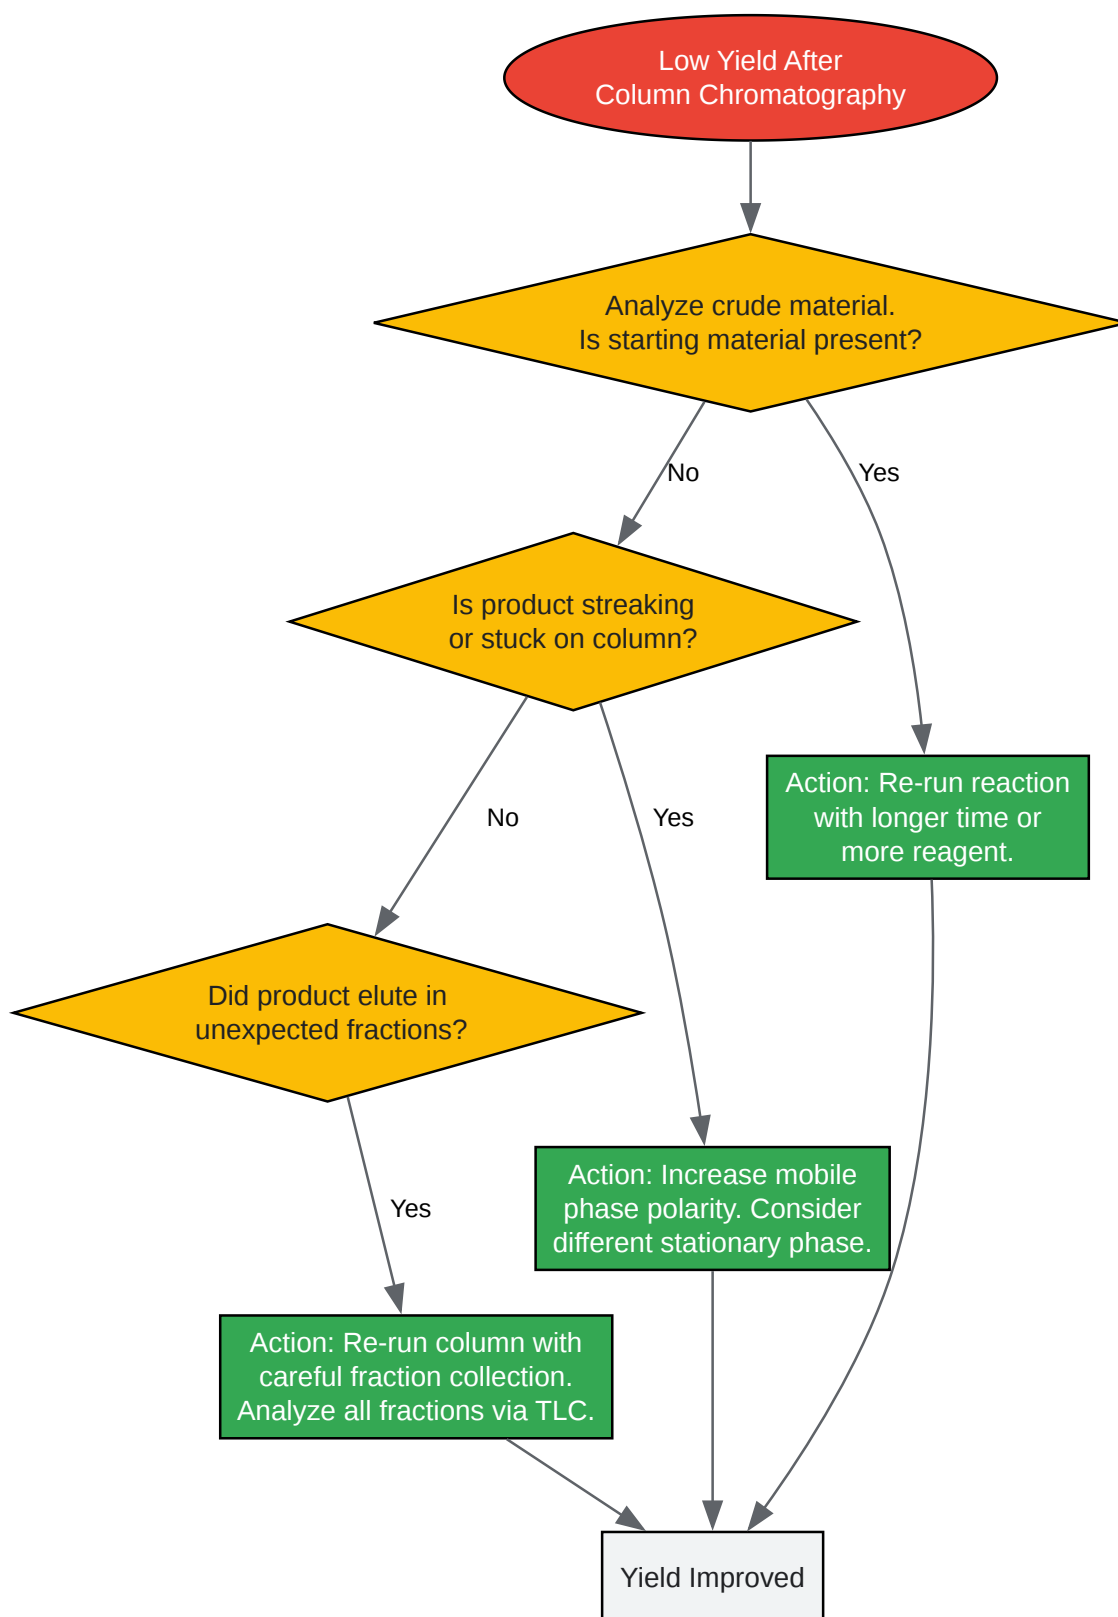 Low Yield After
Column Chromatography
Analyze crude material.
Is starting material present?
No
Yes
Is product streaking
or stuck on column?
Action: Re-run reaction
with longer time or
more reagent.
No
Yes
Did product elute in
unexpected fractions?
Action: Increase mobile
phase polarity. Consider
different stationary phase.
Yes
Action: Re-run column with
careful fraction collection.
Analyze all fractions via TLC.
Yield Improved